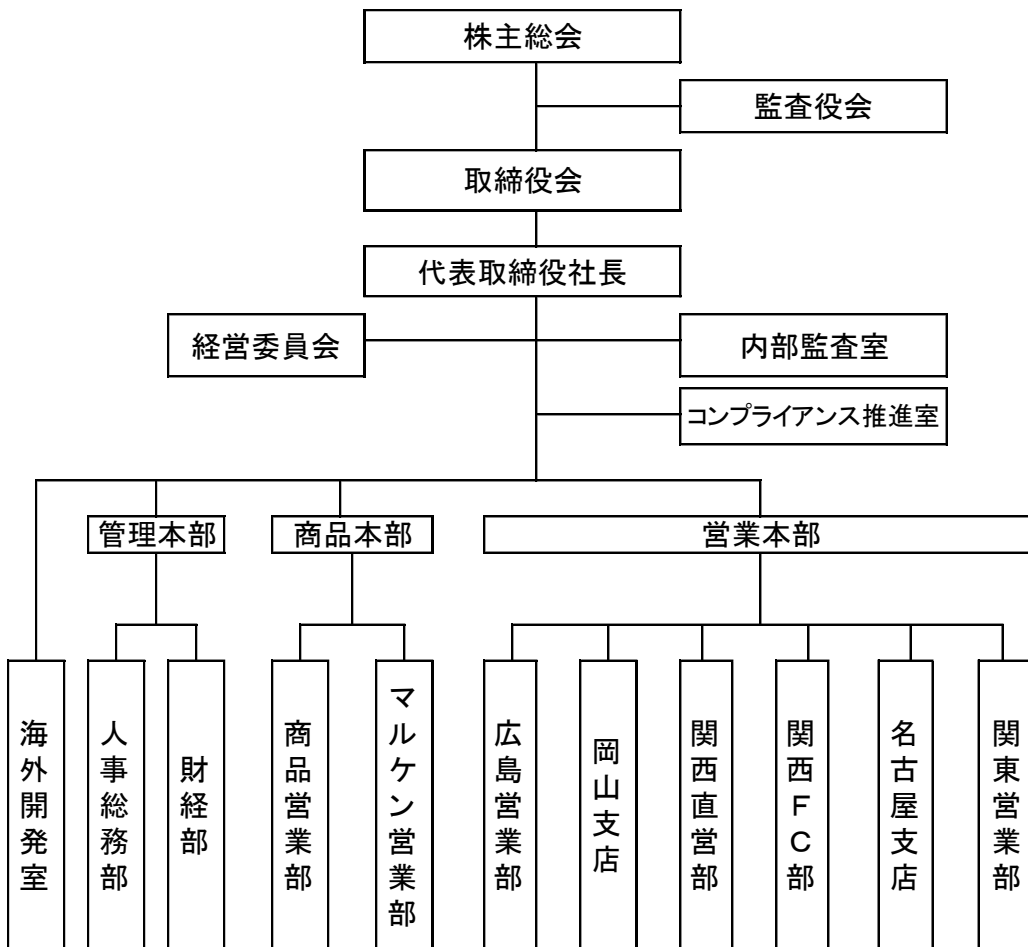 株主総会
監査役会
取締役会
代表取締役社長
経営委員会
内部監査室
コンプライアンス推進室
管理本部
商品本部
営業本部
海外開発室
人事総務部
財経部
商品営業部
マルケン営業部
広島営業部
岡山支店
関西直営部
関西FC部
名古屋支店
関東営業部